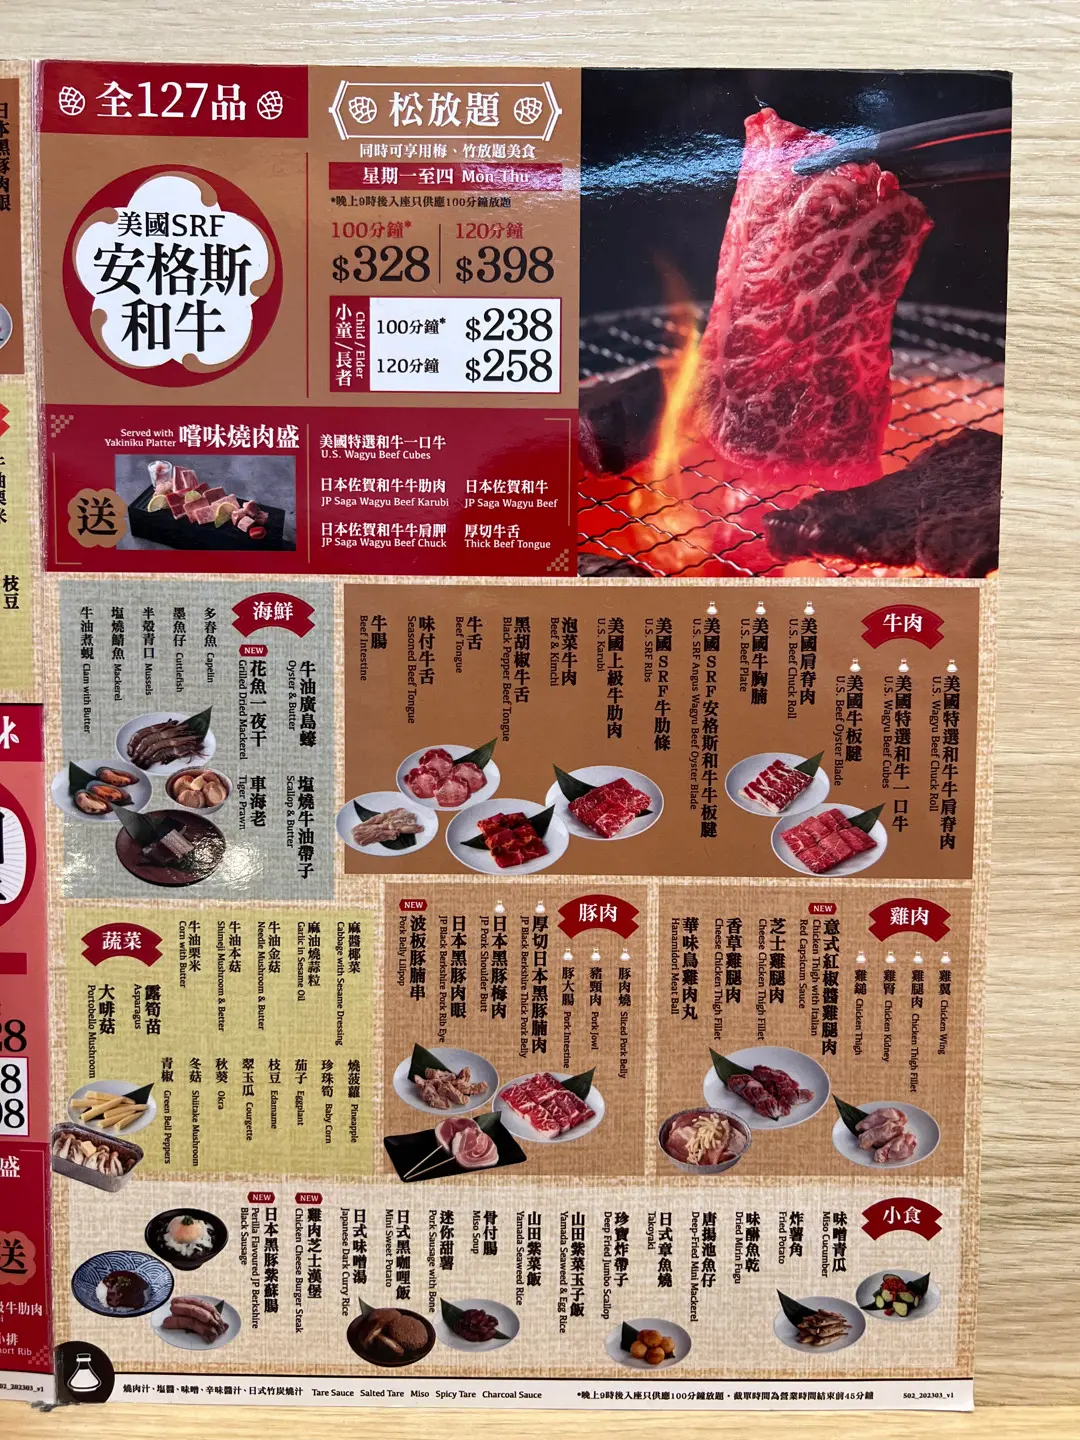 全127品
美國SRF
安格斯
和牛
松放題
同時可享用梅、竹放題美食
星期一至四 Mon-Thu
*晚上9時後入座只供應100分鐘放題
100分鐘*
$328
120分鐘
$398
小童/長者
Child / Elder
100分鐘* $238
120分鐘 $258
Served with
Yakiniku Platter
嚐味燒肉盛
送
美國特選和牛一口牛
U.S. Wagyu Beef Cubes
日本佐賀和牛牛肋肉
JP Saga Wagyu Beef Karubi
日本佐賀和牛
JP Saga Wagyu Beef
日本佐賀和牛牛肩胛
JP Saga Wagyu Beef Chuck
厚切牛舌
Thick Beef Tongue
牛肉
美國特選和牛牛肩脊肉
U.S. Wagyu Beef Chuck Roll
美國特選和牛一口牛
U.S. Wagyu Beef Cubes
美國牛板腱
U.S. Beef Oyster Blade
美國肩脊肉
U.S. Beef Chuck Roll
美國牛胸腩
U.S. Beef Plate
美國SRF安格斯和牛牛板腱
U.S. SRF Angus Wagyu Beef Oyster Blade
美國SRF牛肋條
U.S. SRF Ribs
美國上級牛肋肉
U.S. Karubi
泡菜牛肉
Beef & Kimchi
黑胡椒牛舌
Black Pepper Beef Tongue
牛舌
Beef Tongue
味付牛舌
Seasoned Beef Tongue
牛腸
Beef Intestine
海鮮
牛油廣島蠔
Oyster & Butter
塩燒牛油帶子
Scallop & Butter
NEW
花魚一夜干
Grilled Dried Mackerel
車海老
Tiger Prawn
多春魚 Capelin
墨魚仔 Cuttlefish
半殼青口 Mussels
塩燒鯖魚 Mackerel
牛油煮蜆 Clam with Butter
雞肉
雞翼 Chicken Wing
雞腿肉 Chicken Thigh Fillet
雞腎 Chicken Kidney
雞槌 Chicken Thigh
NEW
意式紅椒醬雞腿肉
Chicken Thigh with Italian
Red Capsicum Sauce
芝士雞腿肉
Cheese Chicken Thigh Fillet
香草雞腿肉
Cheese Chicken Thigh Fillet
華味鳥雞肉丸
Hanamidori Meat Ball
豚肉
豚肉燒 Sliced Pork Belly
豬頸肉 Pork Jowl
豚大腸 Pork Intestine
厚切日本黑豚腩肉
JP Black Berkshire Thick Pork Belly
日本黑豚梅肉
JP Pork Shoulder Butt
日本黑豚肉眼
JP Black Berkshire Pork Rib Eye
NEW
波板豚腩串
Pork Belly Lilipop
蔬菜
麻醬椰菜
Cabbage with Sesame Dressing
麻油燒蒜粒
Garlic in Sesame Oil
牛油金菇
Needle Mushroom & Butter
牛油本菇
Shimeji Mushroom & Better
牛油粟米
Corn with Butter
露筍苗
Asparagus
大啡菇
Portobello Mushroom
燒菠蘿 Pineapple
珍珠筍 Baby Corn
茄子 Eggplant
枝豆 Edamame
翠玉瓜 Courgette
秋葵 Okra
冬菇 Shiitake Mushroom
青椒 Green Bell Peppers
小食
味噌青瓜
Miso Cucumber
炸薯角
Fried Potato
味醂魚乾
Dried Mirin Fugu
唐揚池魚仔
Deep-Fried Mini Mackerel
日式章魚燒
Takoyaki
珍寶炸帶子
Deep Fried Jumbo Scallop
山田紫菜玉子飯
Yamada Seaweed & Egg Rice
山田紫菜飯
Yamada Seaweed Rice
骨付腸
Miso Soup
迷你甜薯
Pork Sausage with Bone
日式黑咖哩飯
Mini Sweet Potato
日式味噌湯
Japanese Dark Curry Rice
NEW
雞肉芝士漢堡
Chicken Cheese Burger Steak
NEW
日本黑豚紫蘇腸
Perilla Flavoured JP Berkshire
Black Sausage
燒肉汁、塩醬、味噌、辛味醬汁、日式竹炭燒汁 Tare Sauce Salted Tare Miso Spicy Tare Charcoal Sauce
*晚上9時後入座只供應100分鐘放題,截單時間為營業時間結束前45分鐘
S02_202303_v1
日本黑豚肉眼
枝豆
盛
送